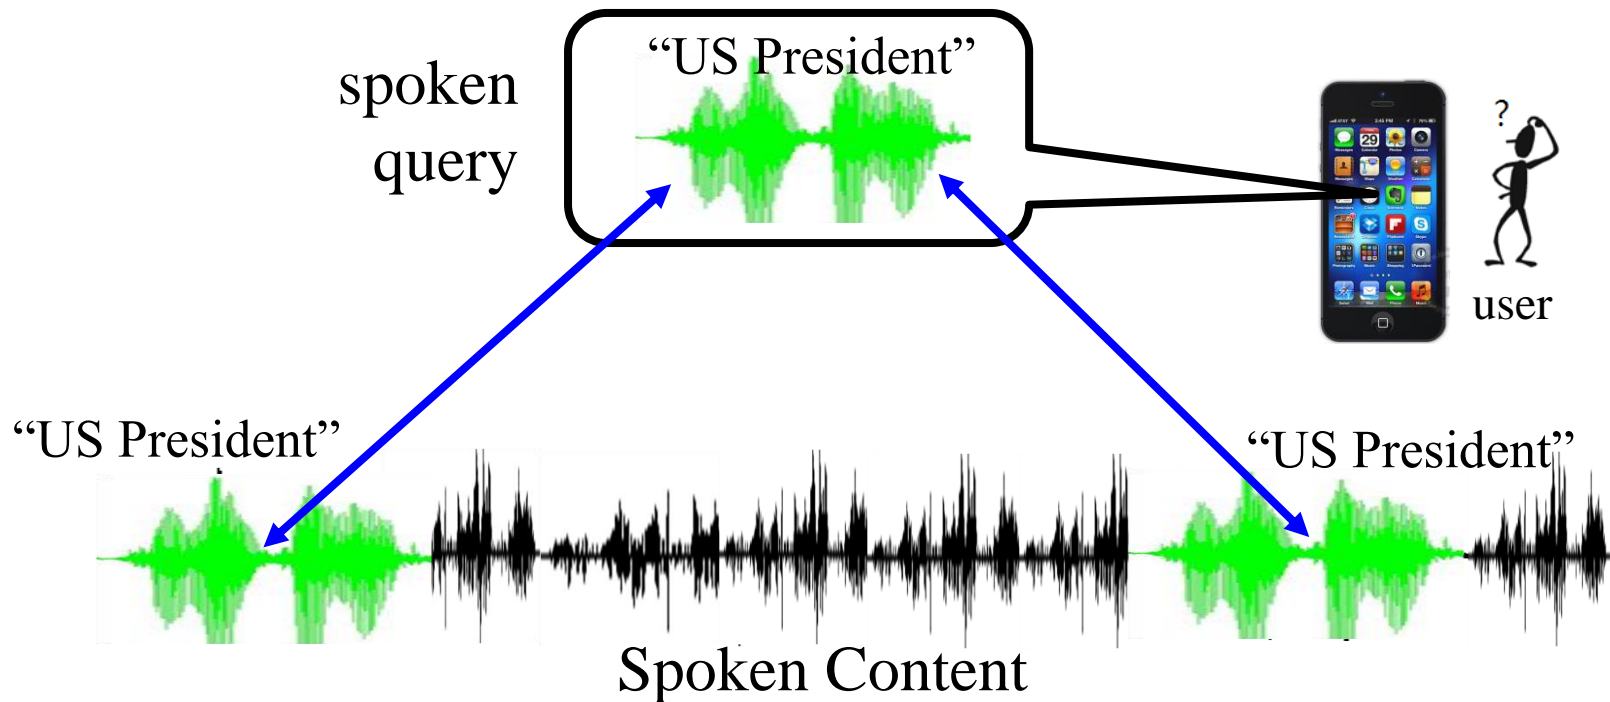 “US President”
spoken
query
?
user
“US President”
“US President”
Spoken Content